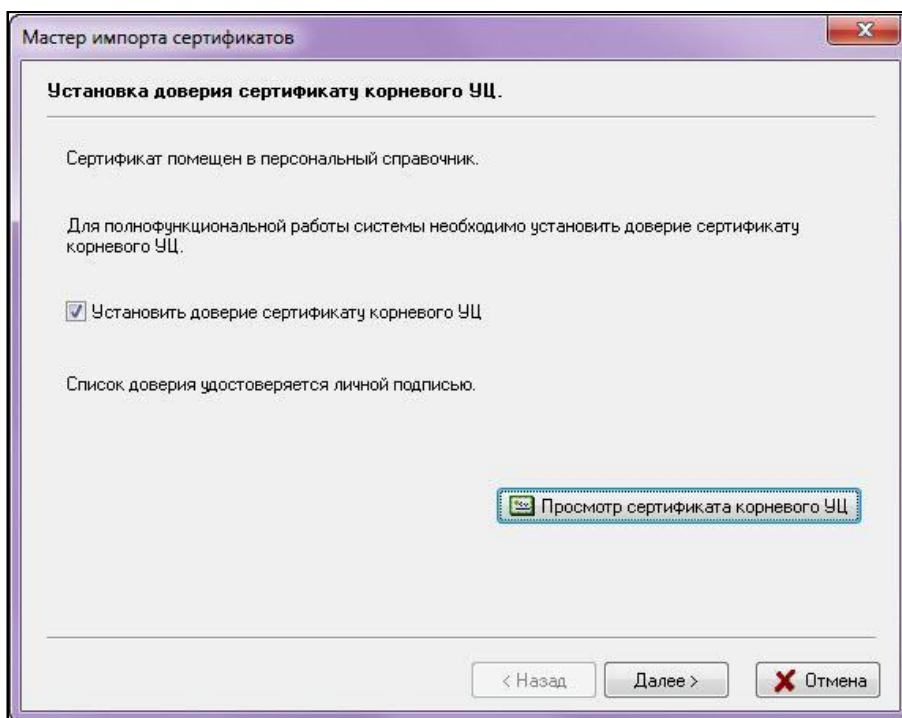 Мастер импорта сертификатов
Установка доверия сертификату корневого УЦ.
Сертификат помещен в персональный справочник.
Для полнофункциональной работы системы необходимо установить доверие сертификату
корневого УЦ.
Установить доверие сертификату корневого УЦ
Список доверия удостоверяется личной подписью.
Просмотр сертификата корневого УЦ
< Назад
Далее >
Отмена